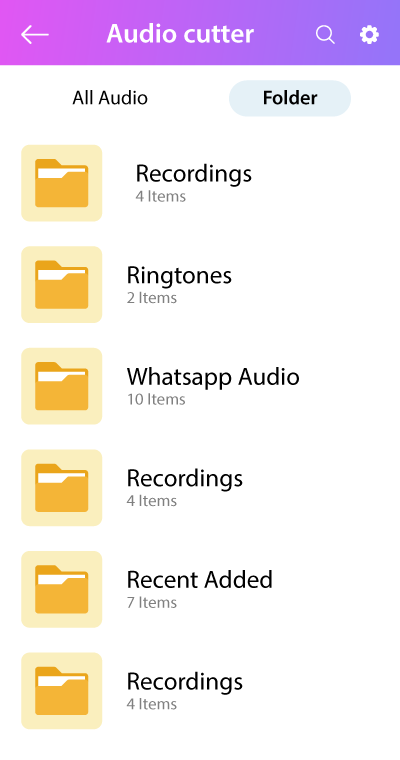 Audio cutter
All Audio
Folder
Recordings
4 Items
Ringtones
2 Items
Whatsapp Audio
10 Items
Recordings
4 Items
Recent Added
7 Items
Recordings
4 Items